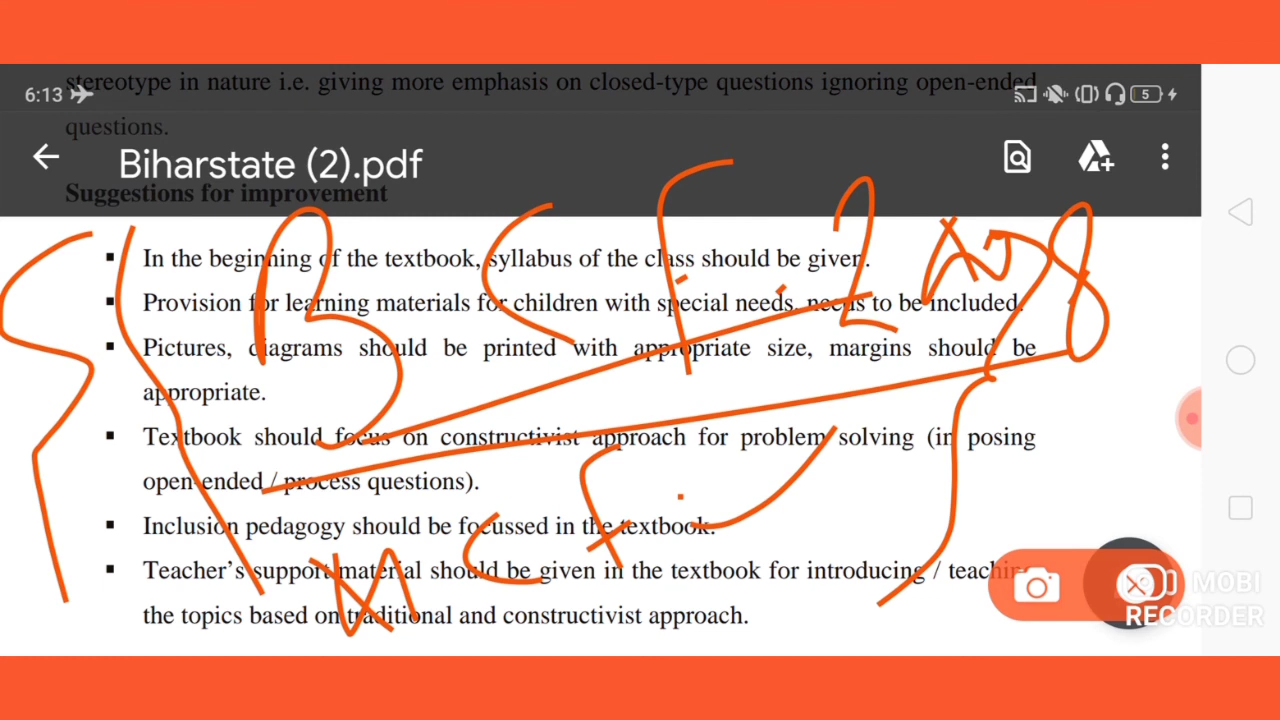 stereotype in nature i.e. giving more emphasis on closed-type questions ignoring open-ended
6:13
5
questions.
Biharstate (2).pdf
Suggestions for improvement
▪ In the beginning of the textbook, syllabus of the class should be given.
▪ Provision for learning materials for children with special needs, needs to be included.
▪ Pictures, diagrams should be printed with appropriate size, margins should be
appropriate.
▪ Textbook should focus on constructivist approach for problem solving (in posing
open-ended / process questions).
▪ Inclusion pedagogy should be focussed in the textbook.
▪ Teacher's support material should be given in the textbook for introducing / teaching
the topics based on traditional and constructivist approach.
MOBI
RECORDER